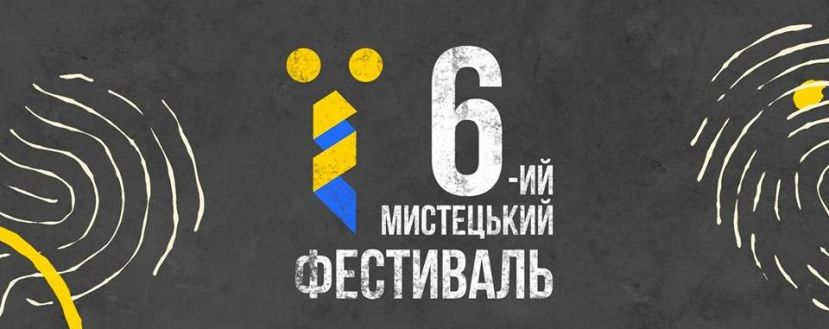 Ї 6-ий
мистецький
фестиваль